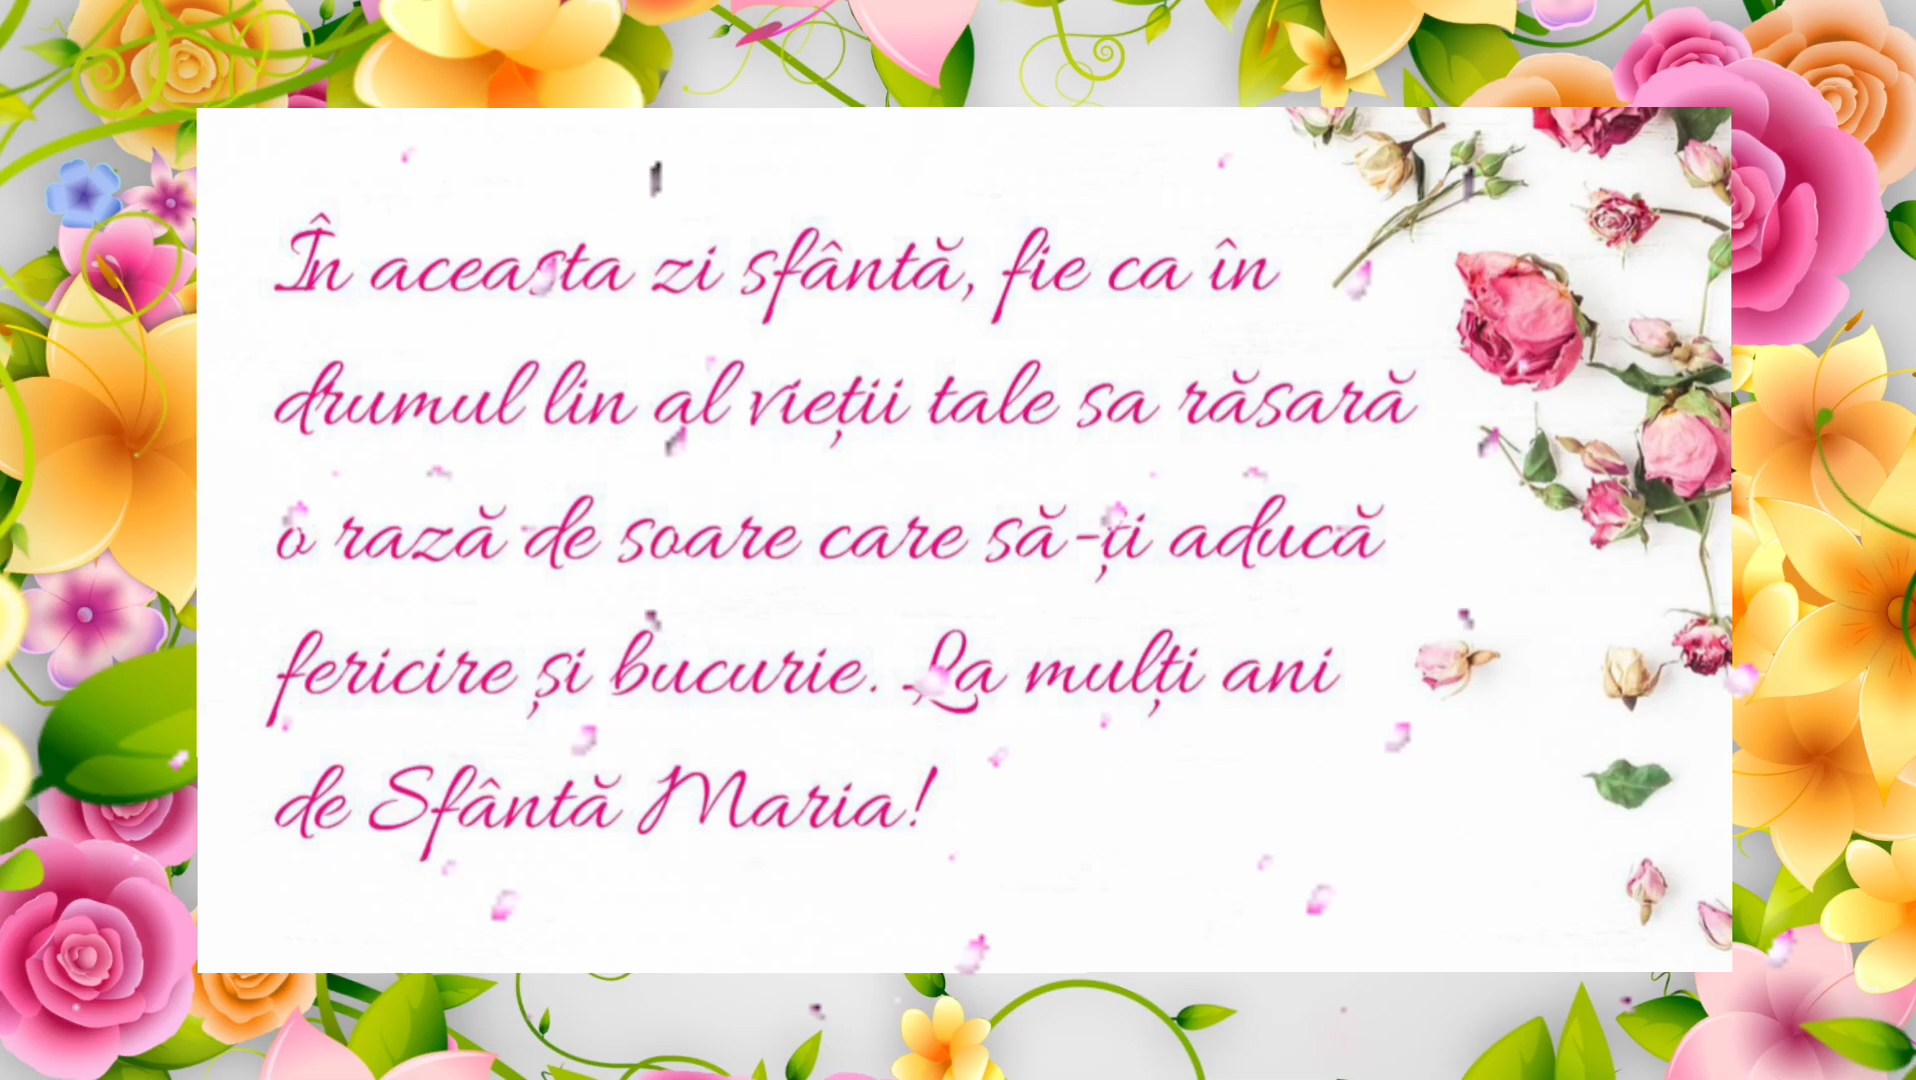 În aceasta zi sfântă, fie ca în
drumul lin al vieții tale sa răsară
o rază de soare care să-ți aducă
fericire și bucurie. La mulți ani
de Sfântă Maria!